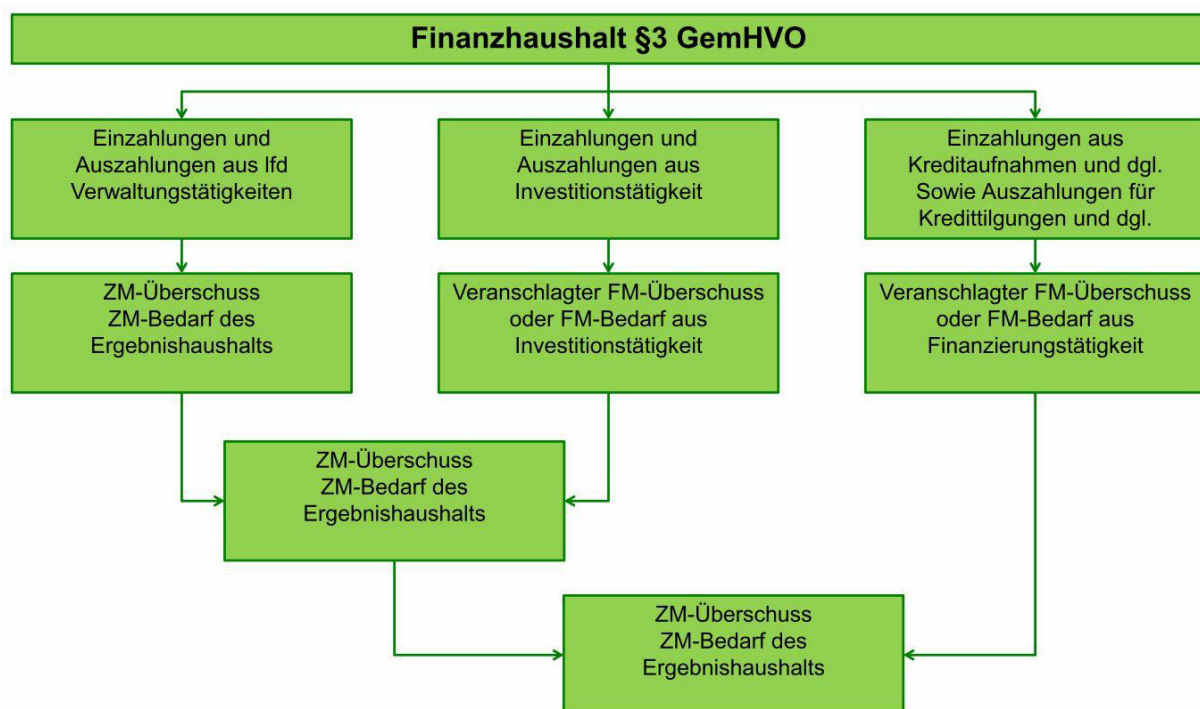 Finanzhaushalt §3 GemHVO
Einzahlungen und
Auszahlungen aus lfd
Verwaltungstätigkeiten
Einzahlungen und
Auszahlungen aus
Investitionstätigkeit
Einzahlungen aus
Kreditaufnahmen und dgl.
Sowie Auszahlungen für
Kredittilgungen und dgl.
ZM-Überschuss
ZM-Bedarf des
Ergebnishaushalts
Veranschlagter FM-Überschuss
oder FM-Bedarf aus
Investitionstätigkeit
Veranschlagter FM-Überschuss
oder FM-Bedarf aus
Finanzierungstätigkeit
ZM-Überschuss
ZM-Bedarf des
Ergebnishaushalts
ZM-Überschuss
ZM-Bedarf des
Ergebnishaushalts